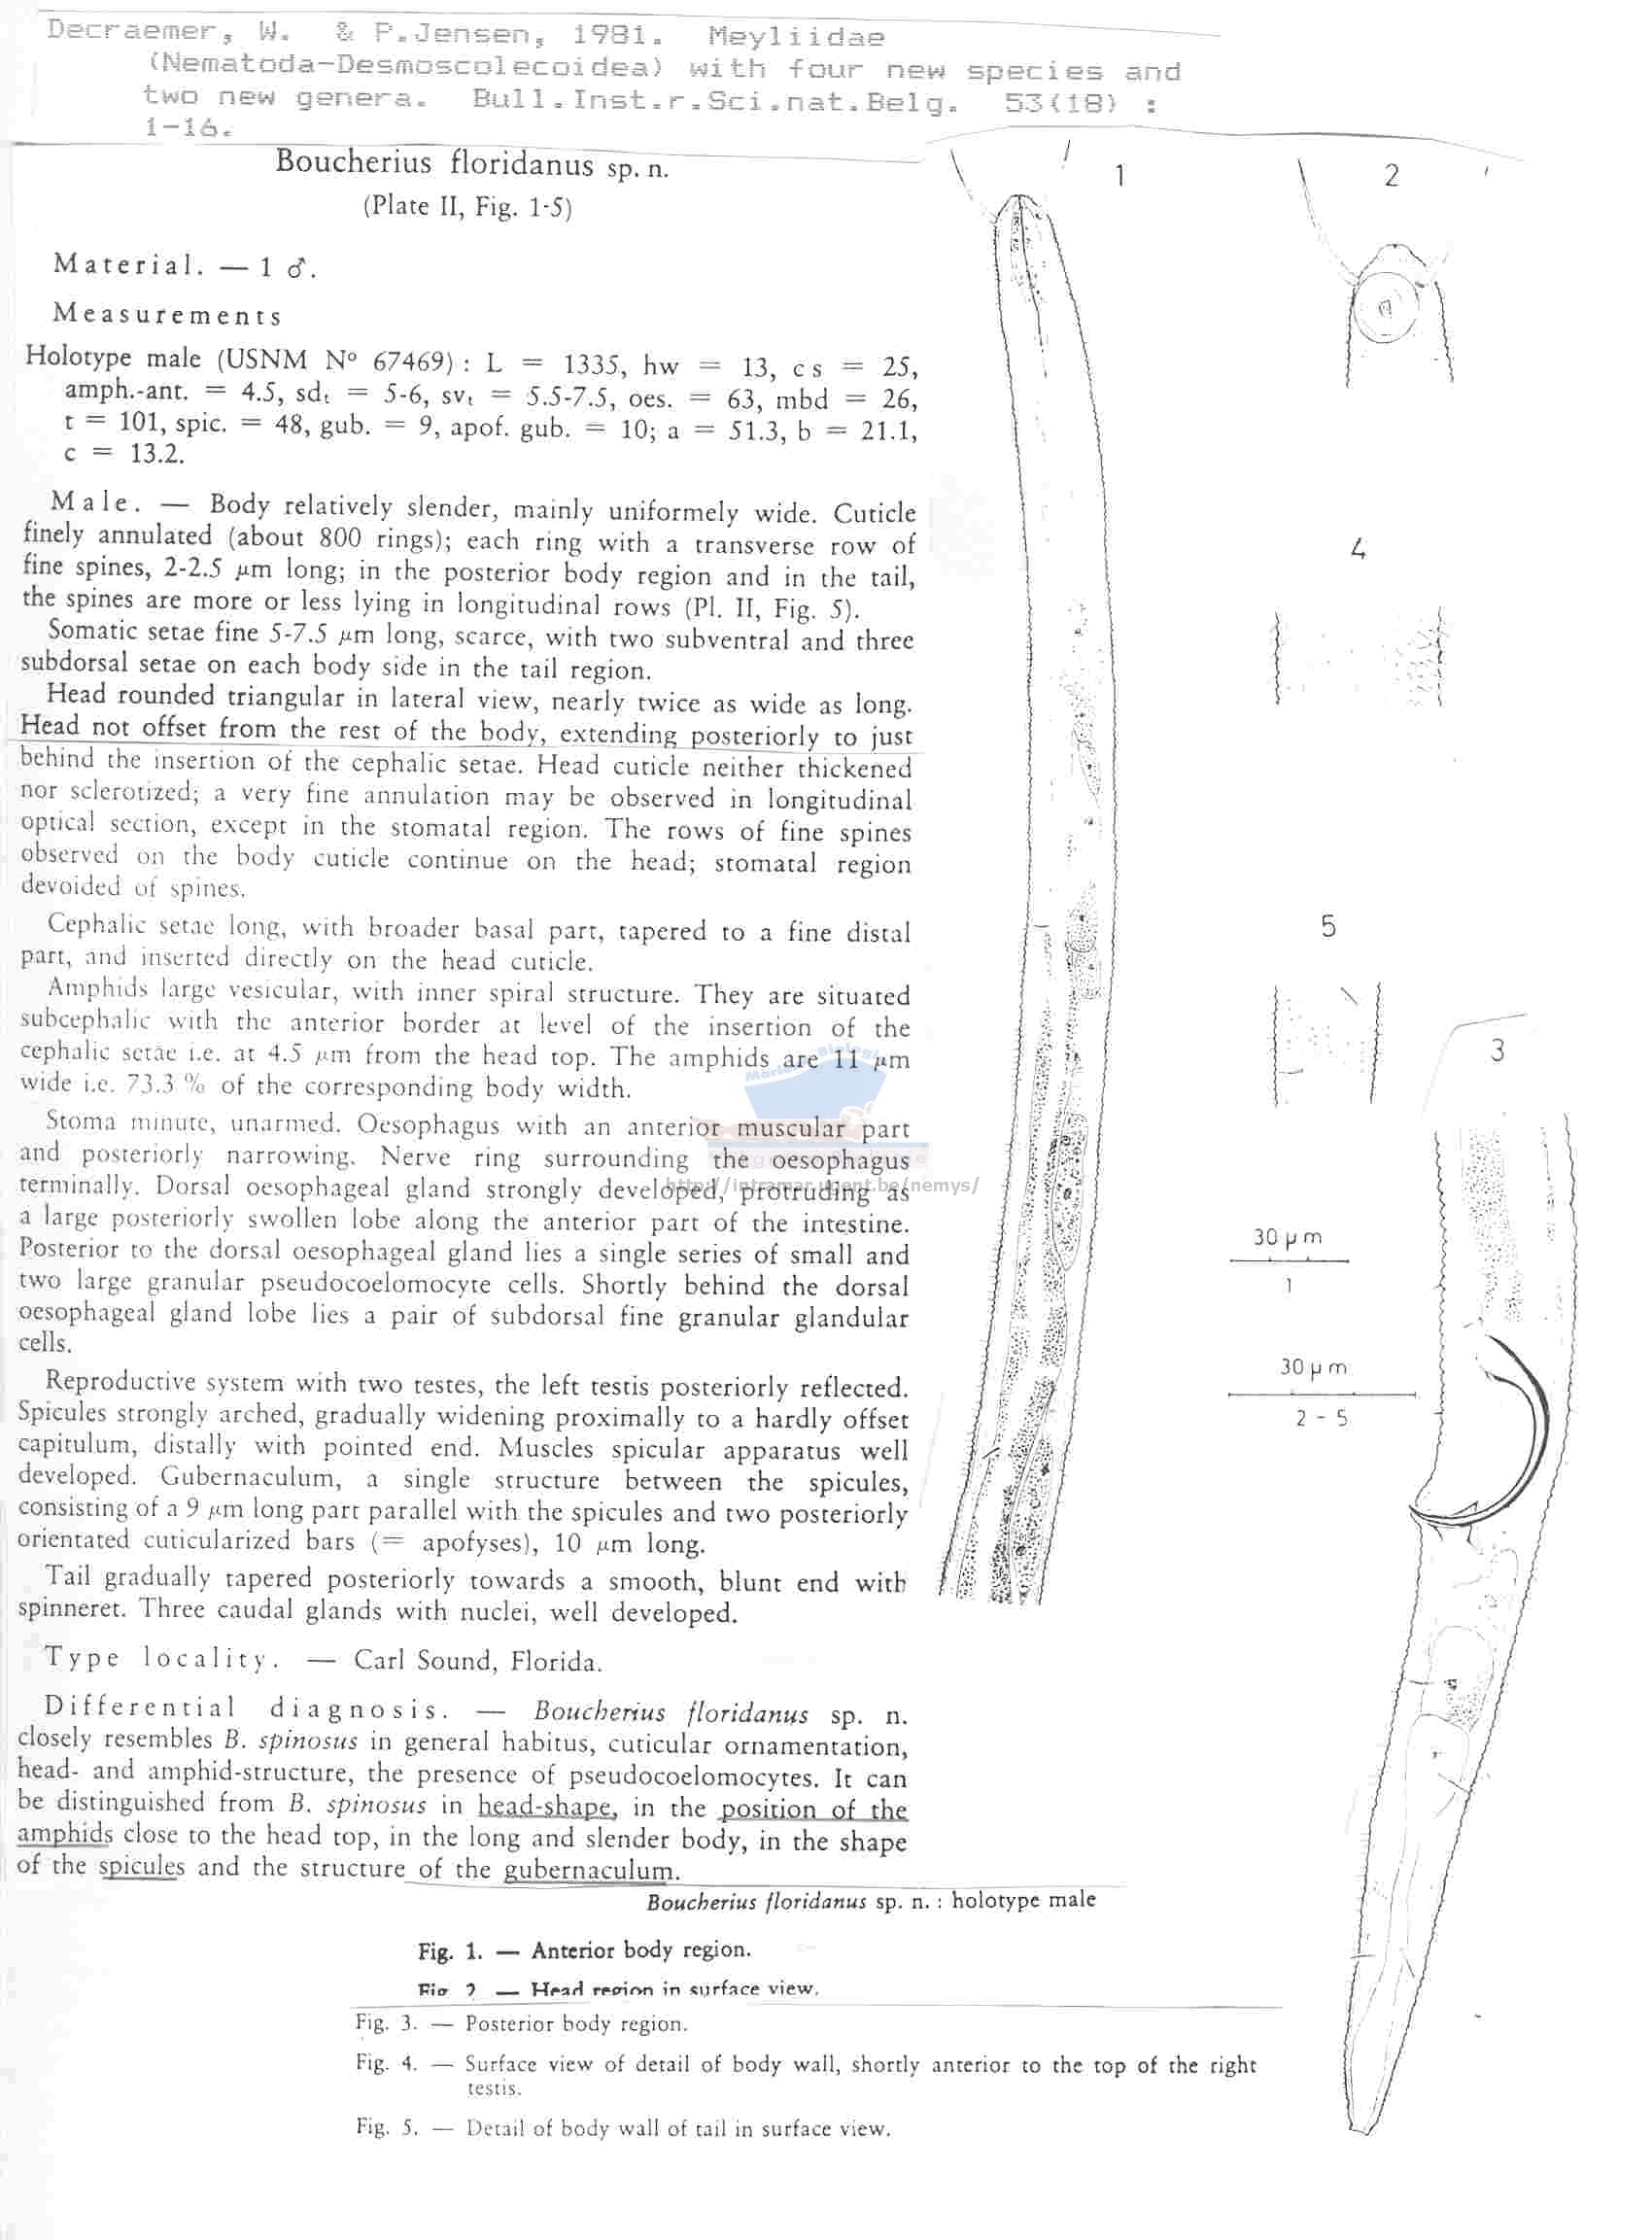 Decraemer, W. & P.Jensen, 1981. Meyliidae
(Nematoda-Desmoscolecoidea) with four new species and
two new genera. Bull.Inst.r.Sci.nat.Belg. 53(18) :
1-16.
Boucherius floridanus sp. n.
(Plate II, Fig. 1-5)
Material. — 1 ♂.
Measurements
Holotype male (USNM Nº 67469) : L = 1335, hw = 13, cs = 25,
amph.-ant. = 4.5, sdt = 5-6, svt = 5.5-7.5, oes. = 63, mbd = 26,
t = 101, spic. = 48, gub. = 9, apof. gub. = 10; a = 51.3, b = 21.1,
c = 13.2.
Male. — Body relatively slender, mainly uniformely wide. Cuticle
finely annulated (about 800 rings); each ring with a transverse row of
fine spines, 2-2.5 μm long; in the posterior body region and in the tail,
the spines are more or less lying in longitudinal rows (Pl. II, Fig. 5).
Somatic setae fine 5-7.5 μm long, scarce, with two subventral and three
subdorsal setae on each body side in the tail region.
Head rounded triangular in lateral view, nearly twice as wide as long.
Head not offset from the rest of the body, extending posteriorly to just
behind the insertion of the cephalic setae. Head cuticle neither thickened
nor sclerotized; a very fine annulation may be observed in longitudinal
optical section, except in the stomatal region. The rows of fine spines
observed on the body cuticle continue on the head; stomatal region
devoided of spines.
Cephalic setae long, with broader basal part, tapered to a fine distal
part, and inserted directly on the head cuticle.
Amphids large vesicular, with inner spiral structure. They are situated
subcephalic with the anterior border at level of the insertion of the
cephalic setae i.e. at 4.5 μm from the head top. The amphids are 11 μm
wide i.e. 73.3 % of the corresponding body width.
Stoma minute, unarmed. Oesophagus with an anterior muscular part
and posteriorly narrowing. Nerve ring surrounding the oesophagus
terminally. Dorsal oesophageal gland strongly developed, protruding as
a large posteriorly swollen lobe along the anterior part of the intestine.
Posterior to the dorsal oesophageal gland lies a single series of small and
two large granular pseudocoelomocyte cells. Shortly behind the dorsal
oesophageal gland lobe lies a pair of subdorsal fine granular glandular
cells.
Reproductive system with two testes, the left testis posteriorly reflected.
Spicules strongly arched, gradually widening proximally to a hardly offset
capitulum, distally with pointed end. Muscles spicular apparatus well
developed. Gubernaculum, a single structure between the spicules,
consisting of a 9 μm long part parallel with the spicules and two posteriorly
orientated cuticularized bars (= apofyses), 10 μm long.
Tail gradually tapered posteriorly towards a smooth, blunt end with
spinneret. Three caudal glands with nuclei, well developed.
Type locality. — Carl Sound, Florida.
Differential diagnosis. — Boucherius floridanus sp. n.
closely resembles B. spinosus in general habitus, cuticular ornamentation,
head- and amphid-structure, the presence of pseudocoelomocytes. It can
be distinguished from B. spinosus in head-shape, in the position of the
amphids close to the head top, in the long and slender body, in the shape
of the spicules and the structure of the gubernaculum.
Boucherius floridanus sp. n. : holotype male
Fig. 1. — Anterior body region.
Fig 2 — Head region in surface view.
Fig. 3. — Posterior body region.
Fig. 4. — Surface view of detail of body wall, shortly anterior to the top of the right
testis.
Fig. 5. — Detail of body wall of tail in surface view.
1
2
4
5
3
30 μm
1
30 μm
2 - 5
http://intramar.ugent.be/nemys/